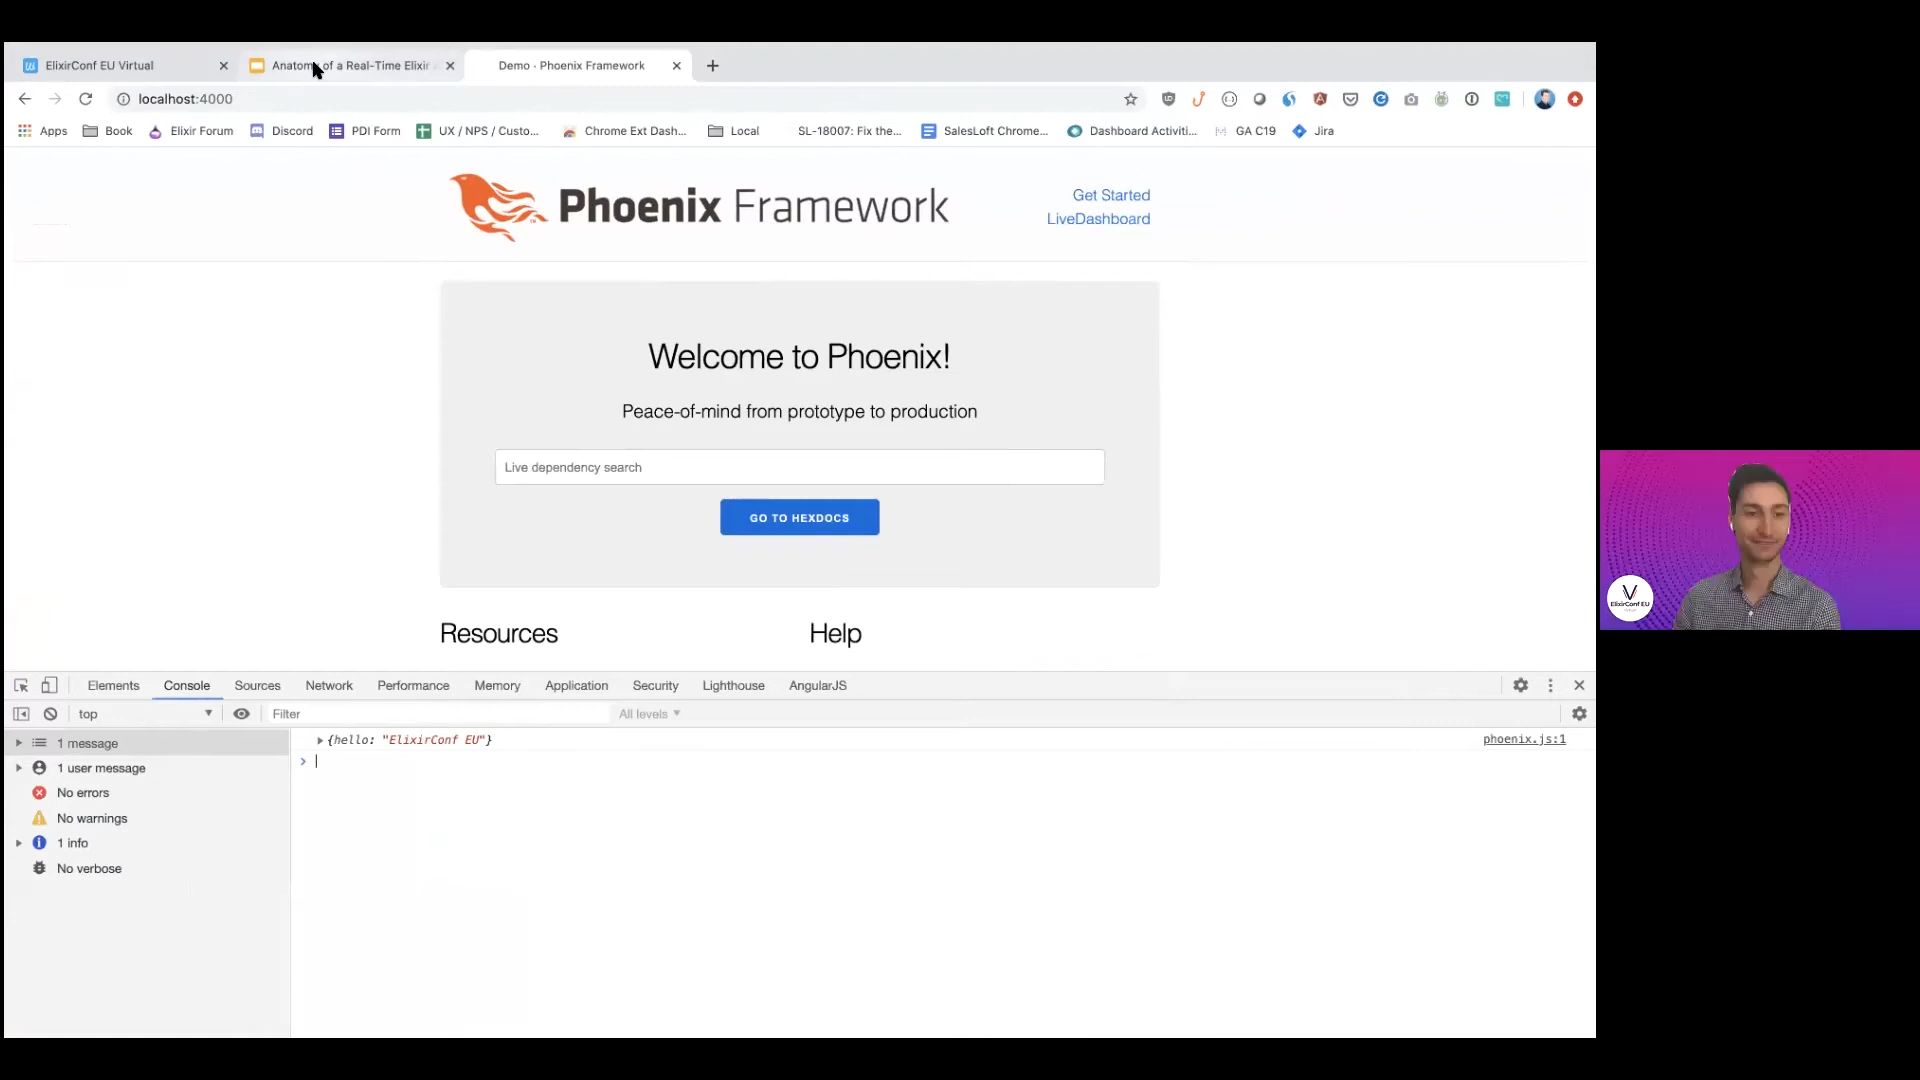 ElixirConf EU Virtual
Anatomy of a Real-Time Elixir
Demo · Phoenix Framework
localhost:4000
Apps Book Elixir Forum Discord PDI Form UX / NPS / Custo... Chrome Ext Dash... Local SL-18007: Fix the... SalesLoft Chrome... Dashboard Activiti... GA C19 Jira
Phoenix Framework
Get Started
LiveDashboard
Welcome to Phoenix!
Peace-of-mind from prototype to production
Live dependency search
GO TO HEXDOCS
Resources
Help
ElixirConf EU
Elements Console Sources Network Performance Memory Application Security Lighthouse AngularJS
top Filter All levels
1 message
1 user message
No errors
No warnings
1 info
No verbose
{hello: "ElixirConf EU"}
phoenix.js:1